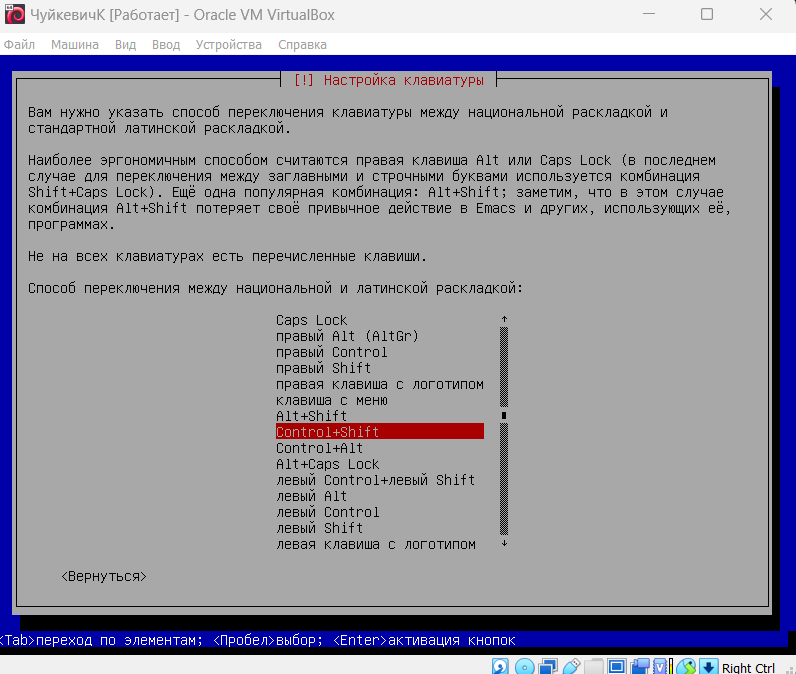 ЧуйкевичК [Работает] - Oracle VM VirtualBox
Файл Машина Вид Ввод Устройства Справка
[!] Настройка клавиатуры
Вам нужно указать способ переключения клавиатуры между национальной раскладкой и
стандартной латинской раскладкой.
Наиболее эргономичным способом считаются правая клавиша Alt или Caps Lock (в последнем
случае для переключения между заглавными и строчными буквами используется комбинация
Shift+Caps Lock). Ещё одна популярная комбинация: Alt+Shift; заметим, что в этом случае
комбинация Alt+Shift потеряет своё привычное действие в Emacs и других, использующих её,
программах.
Не на всех клавиатурах есть перечисленные клавиши.
Способ переключения между национальной и латинской раскладкой:
Caps Lock
правый Alt (AltGr)
правый Control
правый Shift
правая клавиша с логотипом
клавиша с меню
Alt+Shift
Control+Shift
Control+Alt
Alt+Caps Lock
левый Control+левый Shift
левый Alt
левый Control
левый Shift
левая клавиша с логотипом
<Вернуться>
<Tab>переход по элементам; <Пробел>выбор; <Enter>активация кнопок
Right Ctrl